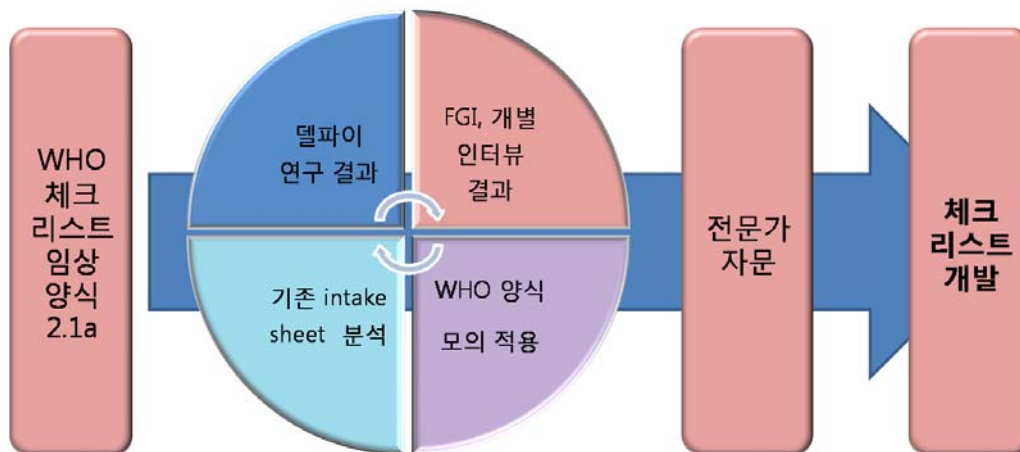 WHO
체크
리스트
임상
양식
2.1a
델파이
연구 결과
FGI, 개별
인터뷰
결과
기존 intake
sheet 분석
WHO 양식
모의 적용
전문가
자문
체크
리스트
개발